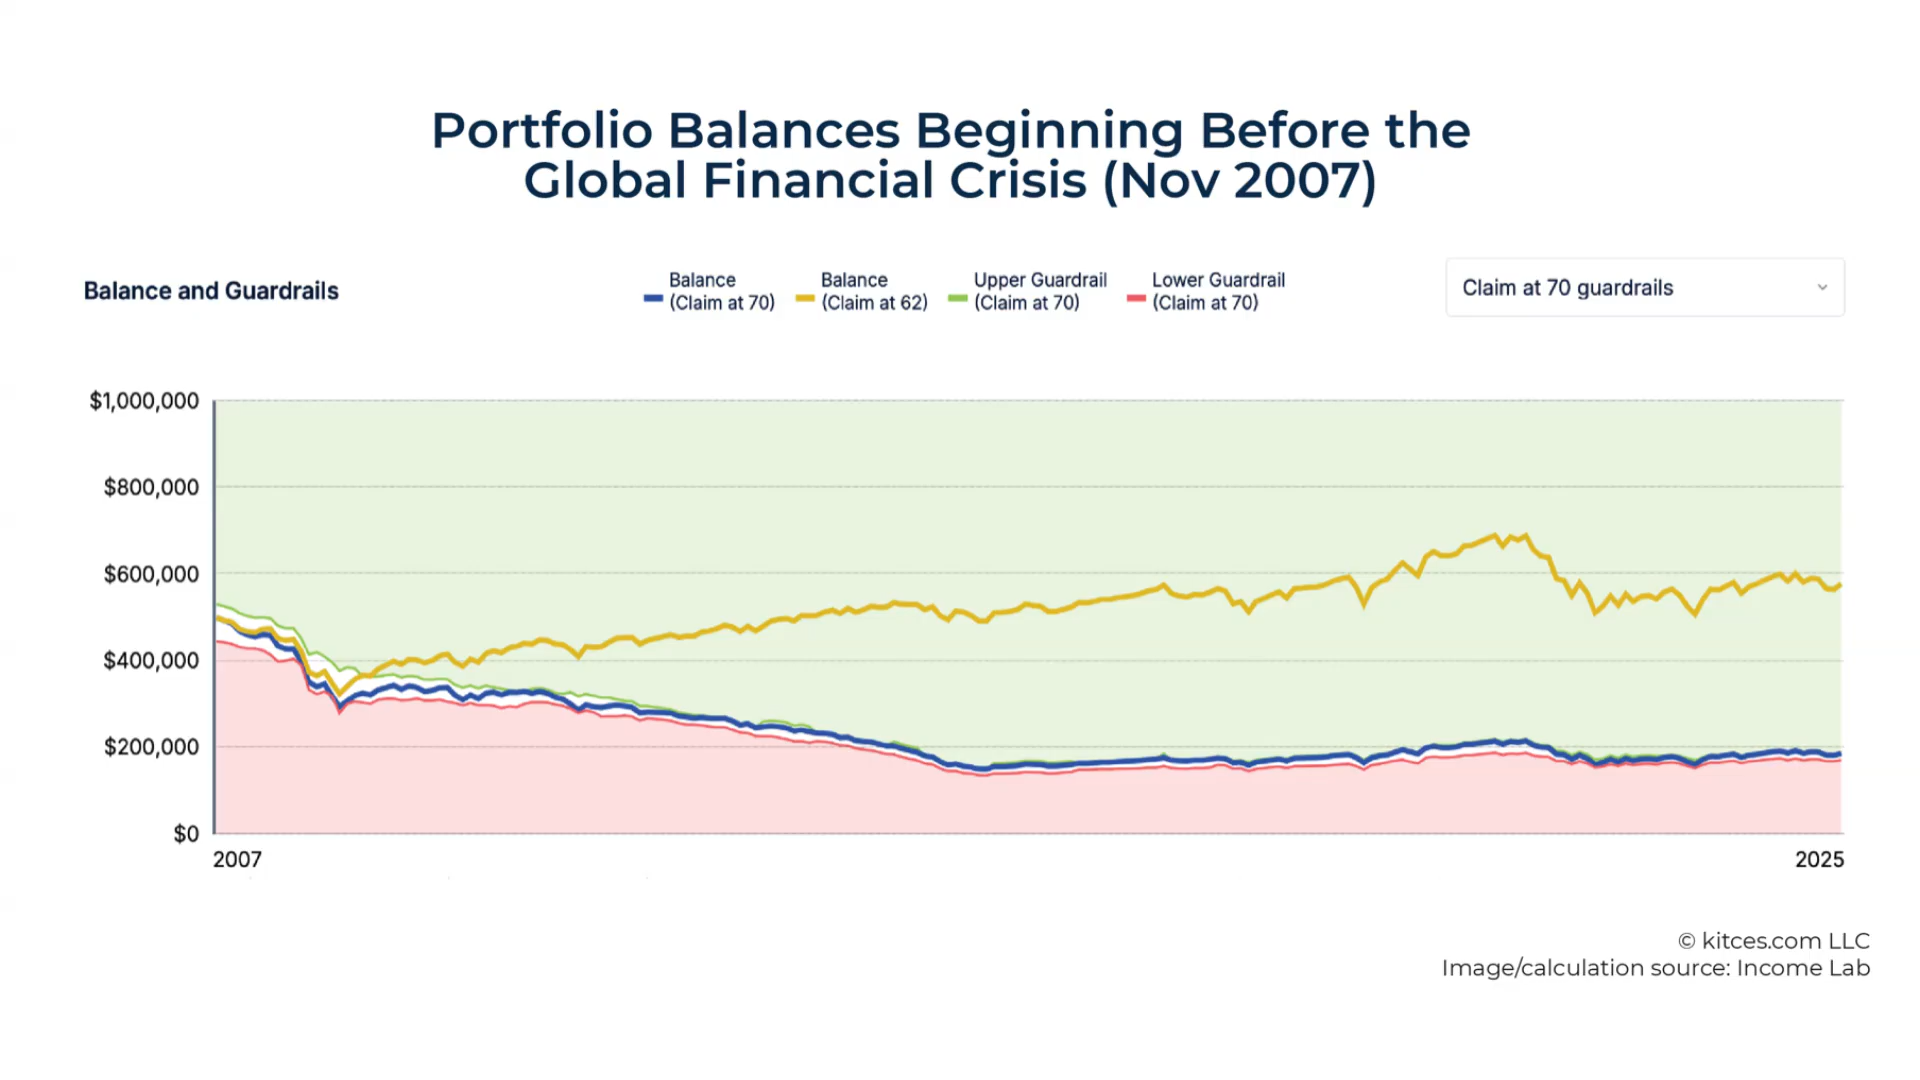 Portfolio Balances Beginning Before the
Global Financial Crisis (Nov 2007)
Balance and Guardrails
Balance
(Claim at 70)
Balance
(Claim at 62)
Upper Guardrail
(Claim at 70)
Lower Guardrail
(Claim at 70)
Claim at 70 guardrails
$1,000,000
$800,000
$600,000
$400,000
$200,000
$0
2007
2025
© kitces.com LLC
Image/calculation source: Income Lab